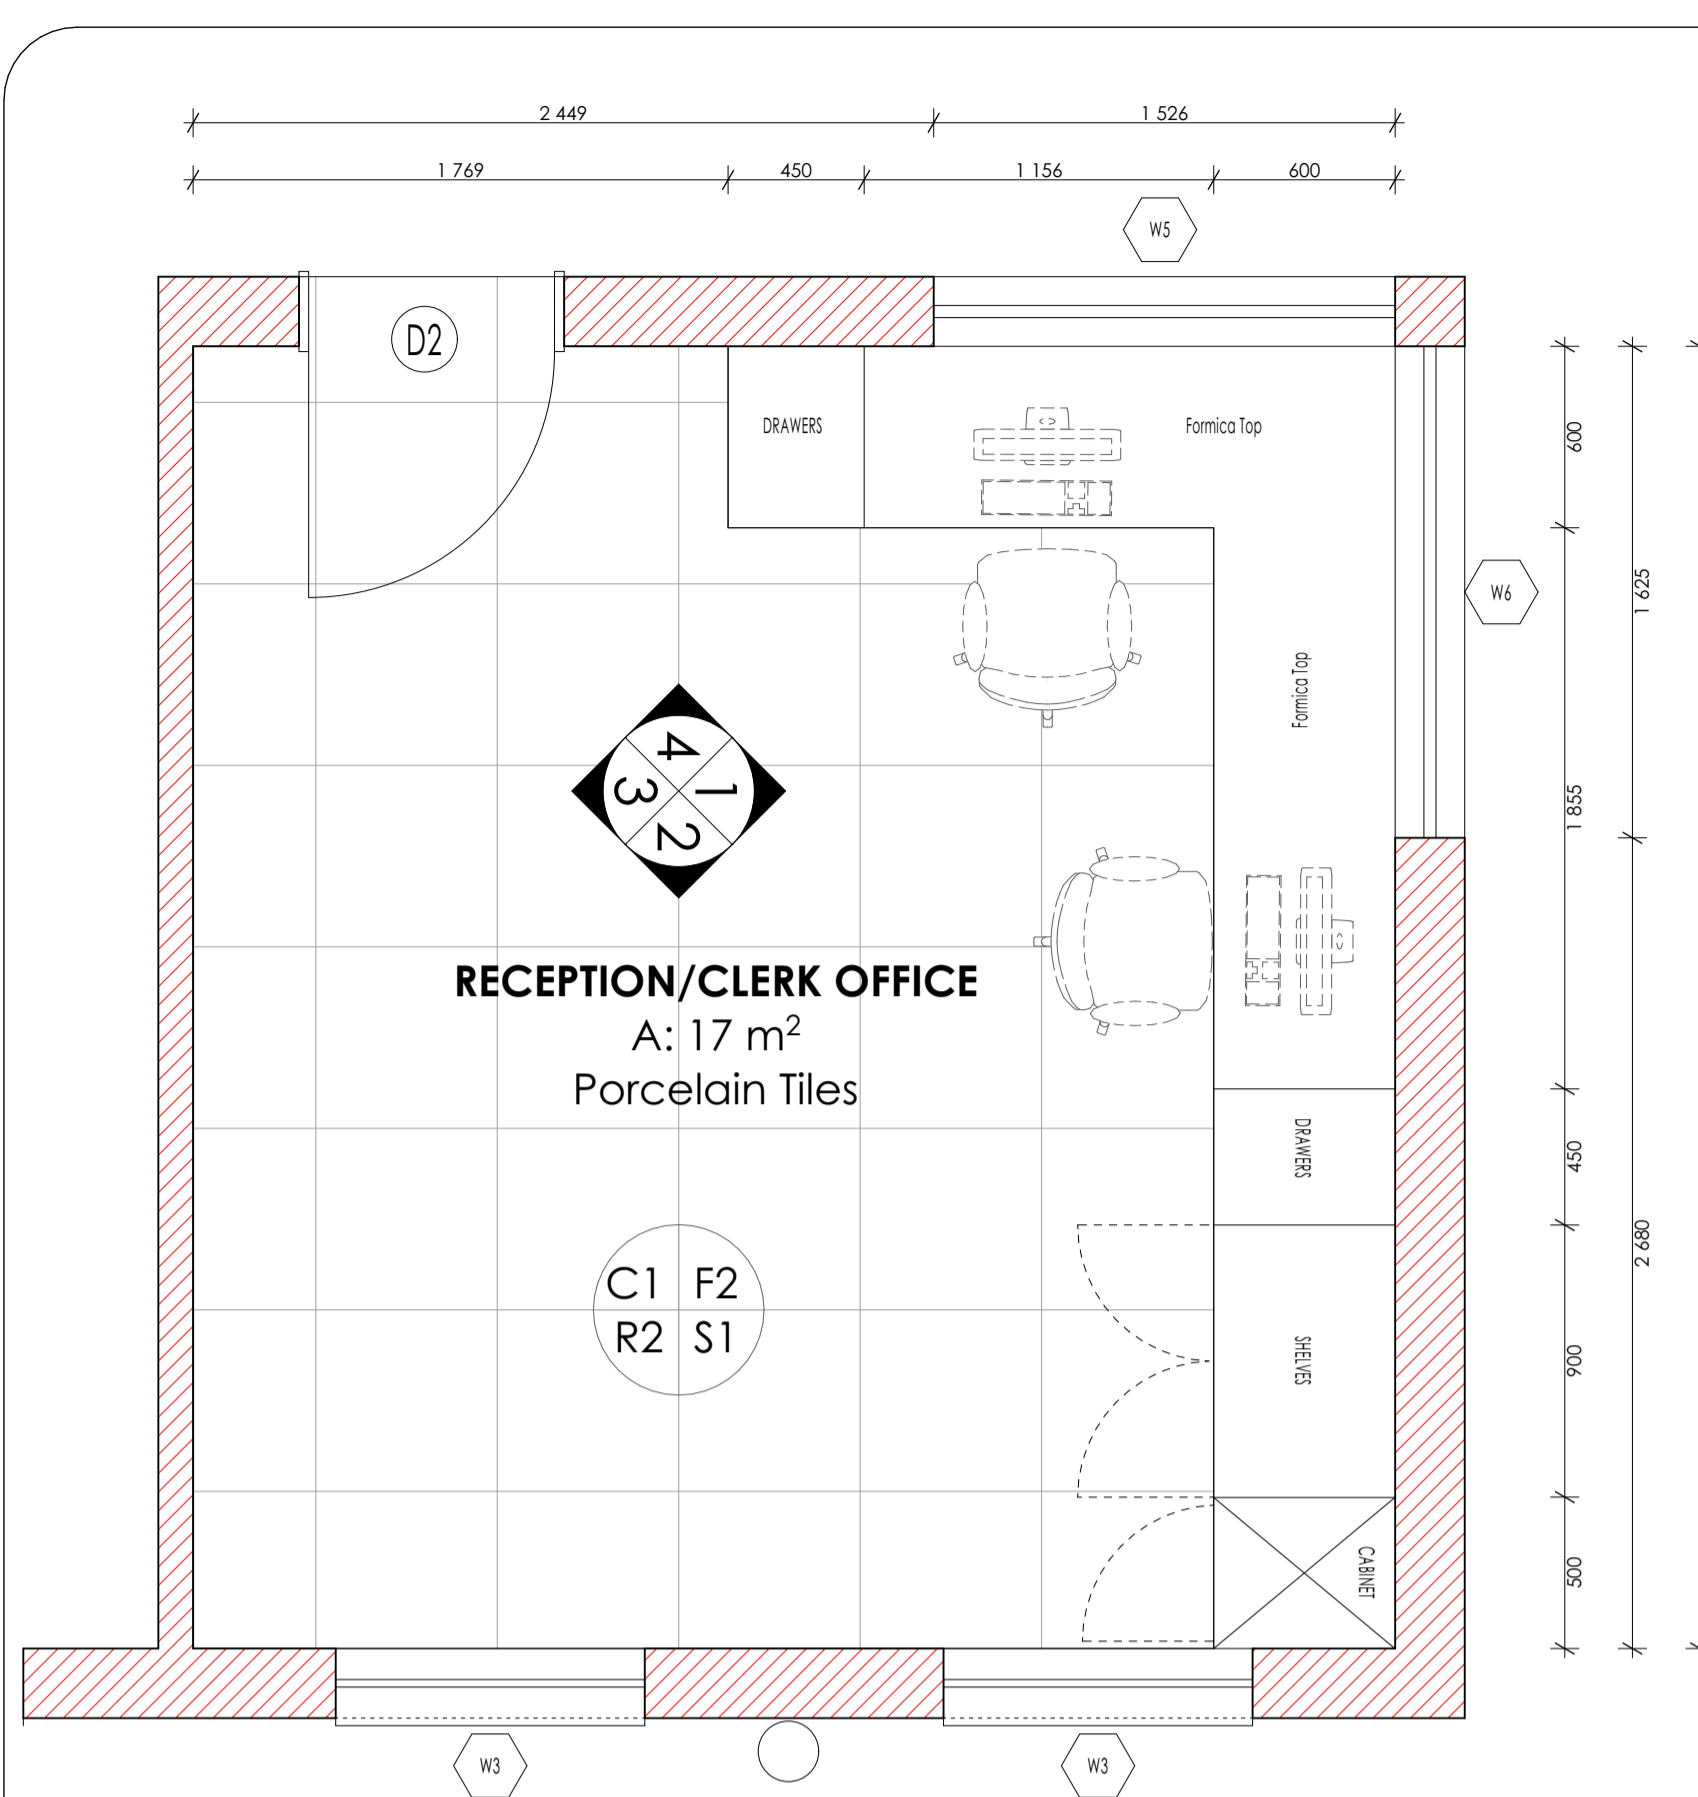 2 449
1 526
1 769
450
1 156
600
W5
D2
DRAWERS
Formica Top
600
W6
1 625
Formica Top
4
1
3
2
1 855
RECEPTION/CLERK OFFICE
A: 17 m²
Porcelain Tiles
DRAWERS
450
2 680
C1 F2
R2 S1
SHELVES
900
CABINET
500
W3
W3